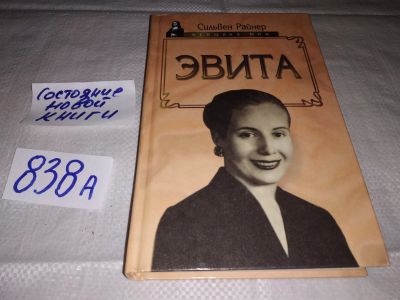 Сильвен Райнер
ЭВИТА
Состояние
новой
книги
838А